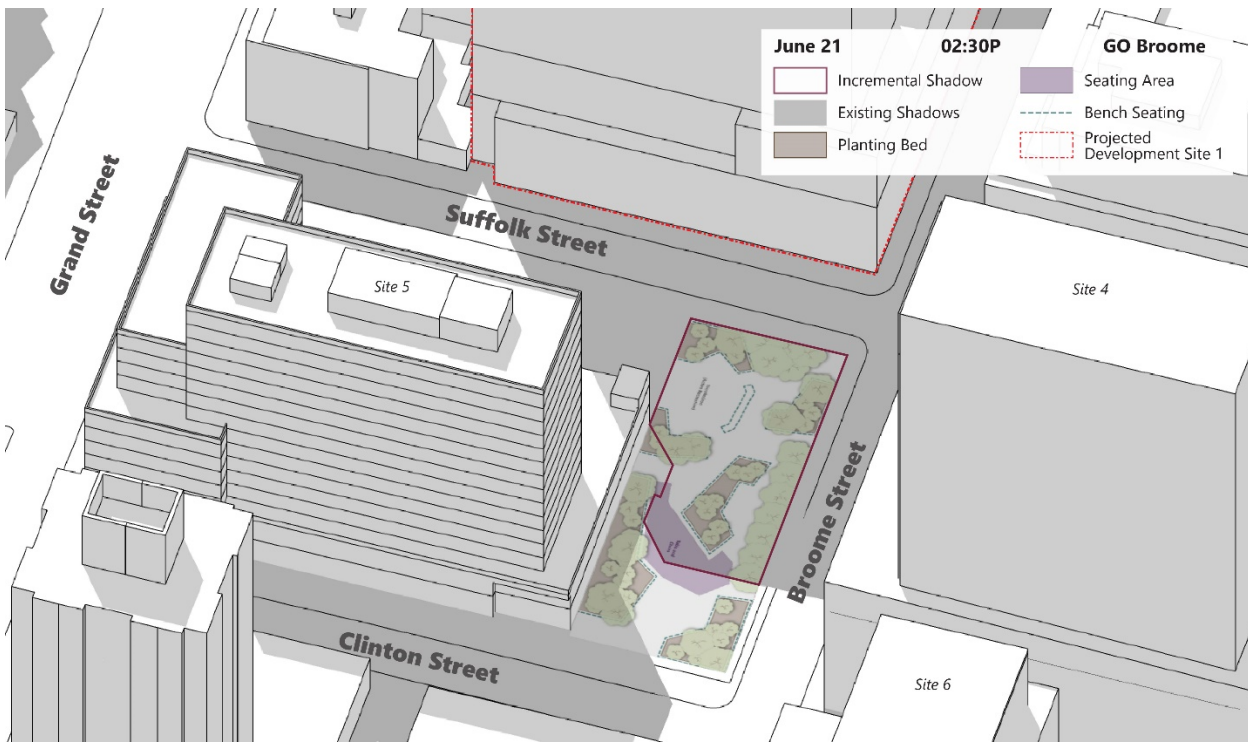 June 21 02:30P GO Broome
Incremental Shadow Seating Area
Existing Shadows Bench Seating
Planting Bed Projected
Development Site 1
Grand Street
Suffolk Street
Site 5
Site 4
Broome Street
Clinton Street
Site 6